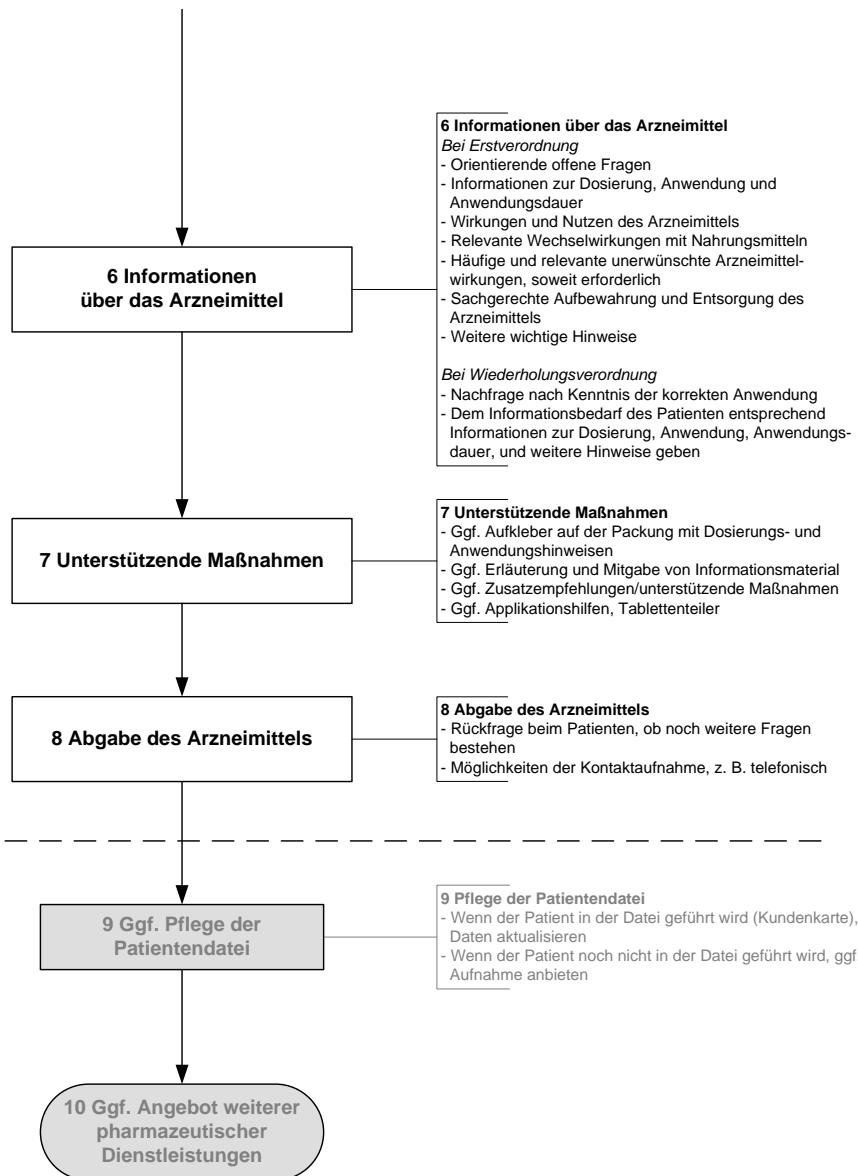 6 Informationen
über das Arzneimittel
6 Informationen über das Arzneimittel
Bei Erstverordnung
- Orientierende offene Fragen
- Informationen zur Dosierung, Anwendung und
Anwendungsdauer
- Wirkungen und Nutzen des Arzneimittels
- Relevante Wechselwirkungen mit Nahrungsmitteln
- Häufige und relevante unerwünschte Arzneimittel-
wirkungen, soweit erforderlich
- Sachgerechte Aufbewahrung und Entsorgung des
Arzneimittels
- Weitere wichtige Hinweise
Bei Wiederholungsverordnung
- Nachfrage nach Kenntnis der korrekten Anwendung
- Dem Informationsbedarf des Patienten entsprechend
Informationen zur Dosierung, Anwendung, Anwendungs-
dauer, und weitere Hinweise geben
7 Unterstützende Maßnahmen
7 Unterstützende Maßnahmen
- Ggf. Aufkleber auf der Packung mit Dosierungs- und
Anwendungshinweisen
- Ggf. Erläuterung und Mitgabe von Informationsmaterial
- Ggf. Zusatzempfehlungen/unterstützende Maßnahmen
- Ggf. Applikationshilfen, Tablettenteiler
8 Abgabe des Arzneimittels
8 Abgabe des Arzneimittels
- Rückfrage beim Patienten, ob noch weitere Fragen
bestehen
- Möglichkeiten der Kontaktaufnahme, z. B. telefonisch
9 Ggf. Pflege der
Patientendatei
9 Pflege der Patientendatei
- Wenn der Patient in der Datei geführt wird (Kundenkarte),
Daten aktualisieren
- Wenn der Patient noch nicht in der Datei geführt wird, ggf
Aufnahme anbieten
10 Ggf. Angebot weiterer
pharmazeutischer
Dienstleistungen